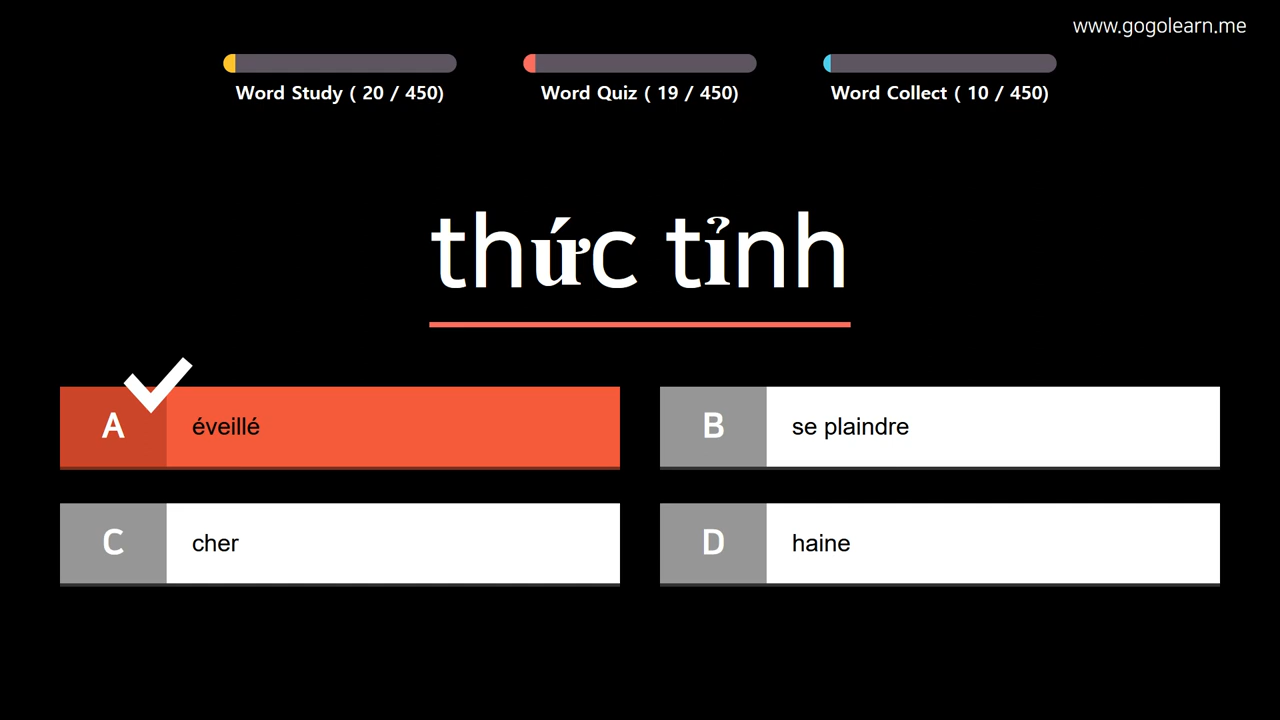 www.gogolearn.me
Word Study ( 20 / 450)
Word Quiz ( 19 / 450)
Word Collect ( 10 / 450)
thức tỉnh
A éveillé
B se plaindre
C cher
D haine